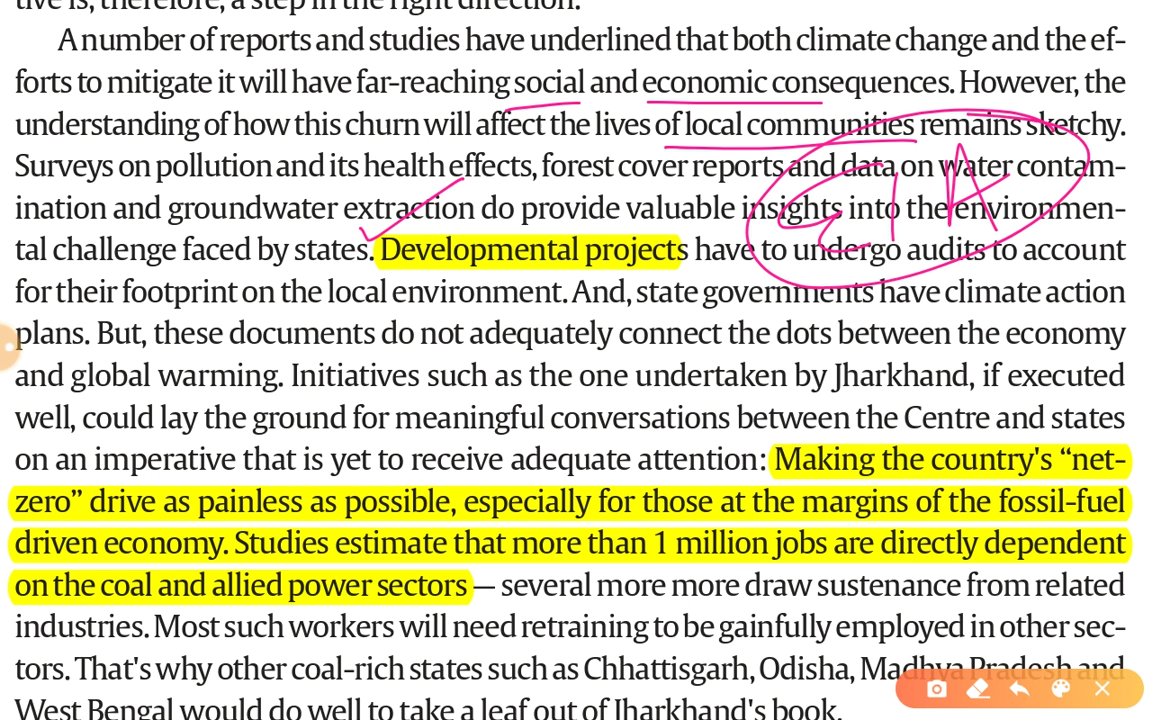 tive is, therefore, a step in the right direction.
A number of reports and studies have underlined that both climate change and the ef-
forts to mitigate it will have far-reaching social and economic consequences. However, the
understanding of how this churn will affect the lives of local communities remains sketchy.
Surveys on pollution and its health effects, forest cover reports and data on water contam-
ination and groundwater extraction do provide valuable insights into the environmen-
EIA
tal challenge faced by states. Developmental projects have to undergo audits to account
for their footprint on the local environment. And, state governments have climate action
plans. But, these documents do not adequately connect the dots between the economy
and global warming. Initiatives such as the one undertaken by Jharkhand, if executed
well, could lay the ground for meaningful conversations between the Centre and states
on an imperative that is yet to receive adequate attention: Making the country's “net-
zero” drive as painless as possible, especially for those at the margins of the fossil-fuel
driven economy. Studies estimate that more than 1 million jobs are directly dependent
on the coal and allied power sectors — several more more draw sustenance from related
industries. Most such workers will need retraining to be gainfully employed in other sec-
tors. That's why other coal-rich states such as Chhattisgarh, Odisha, Madhya Pradesh and
West Bengal would do well to take a leaf out of Jharkhand's book.